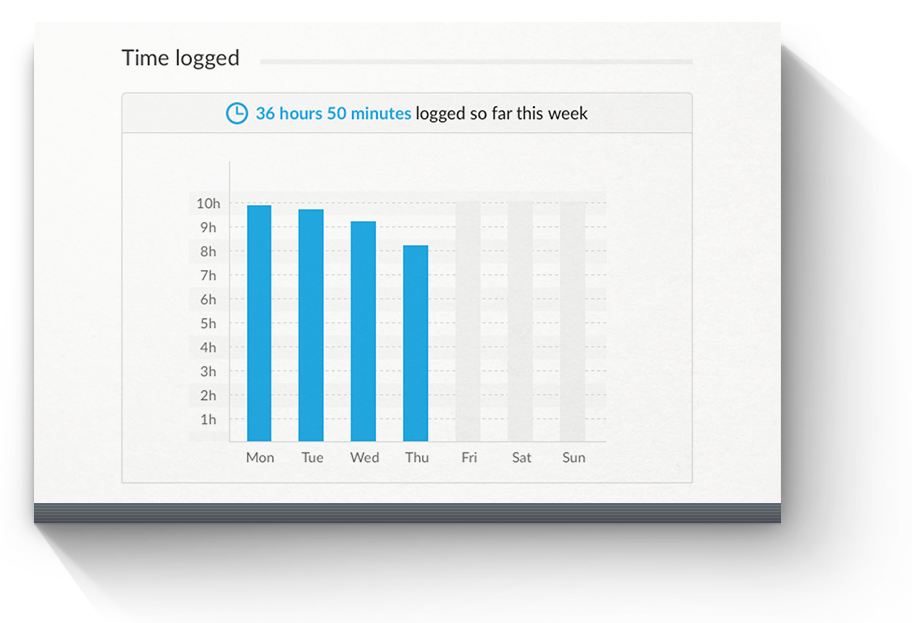 Time logged
36 hours 50 minutes logged so far this week
10h
9h
8h
7h
6h
5h
4h
3h
2h
1h
Mon Tue Wed Thu Fri Sat Sun